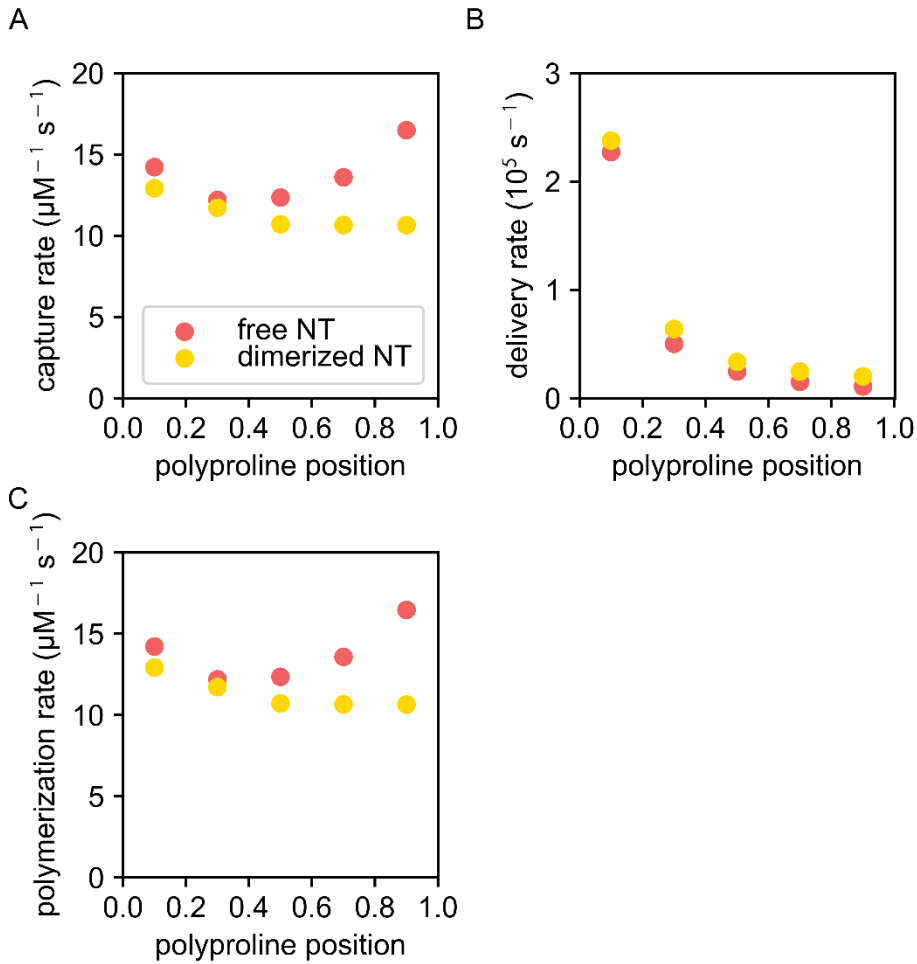 A
20
15
10
5
0
capture rate (μM⁻¹ s⁻¹)
free NT
dimerized NT
0.0 0.2 0.4 0.6 0.8 1.0
polyproline position
B
3
2
1
0
delivery rate (10⁵ s⁻¹)
0.0 0.2 0.4 0.6 0.8 1.0
polyproline position
C
20
15
10
5
0
polymerization rate (μM⁻¹ s⁻¹)
0.0 0.2 0.4 0.6 0.8 1.0
polyproline position